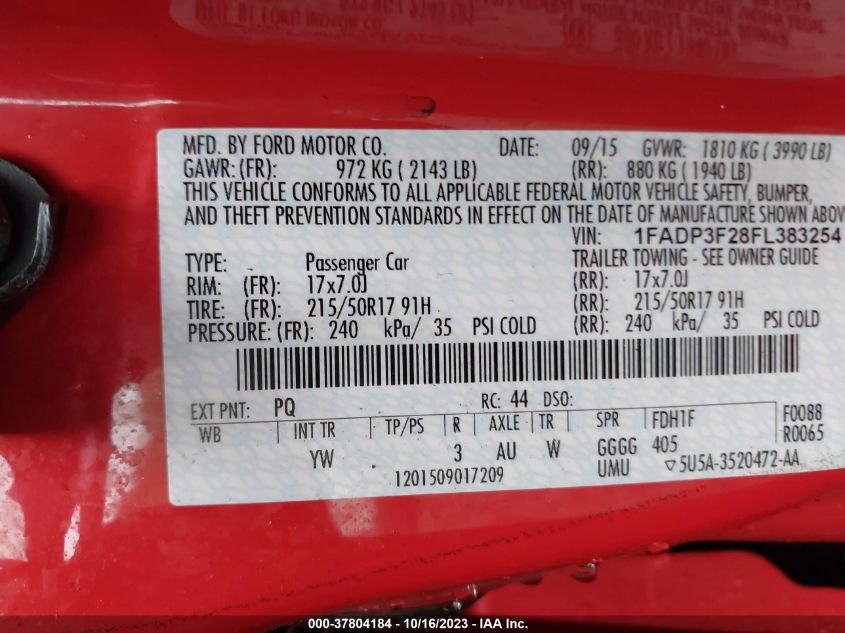 MFD. BY FORD MOTOR CO. DATE: 09/15 GVWR: 1810 KG ( 3990 LB)
GAWR: (FR): 972 KG ( 2143 LB) (RR): 880 KG ( 1940 LB)
THIS VEHICLE CONFORMS TO ALL APPLICABLE FEDERAL MOTOR VEHICLE SAFETY, BUMPER,
AND THEFT PREVENTION STANDARDS IN EFFECT ON THE DATE OF MANUFACTURE SHOWN ABOV
VIN: 1FADP3F28FL383254
TYPE: Passenger Car TRAILER TOWING - SEE OWNER GUIDE
RIM: (FR): 17x7.0J (RR): 17x7.0J
TIRE: (FR): 215/50R17 91H (RR): 215/50R17 91H
PRESSURE: (FR): 240 kPa/ 35 PSI COLD (RR): 240 kPa/ 35 PSI COLD
EXT PNT: PQ RC: 44 DSO:
WB INT TR TP/PS R AXLE TR SPR FDH1F F0088
YW 3 AU W GGGG 405 R0065
UMU ▽5U5A-3520472-AA
1201509017209
000-37804184 - 10/16/2023 - IAAI.COM